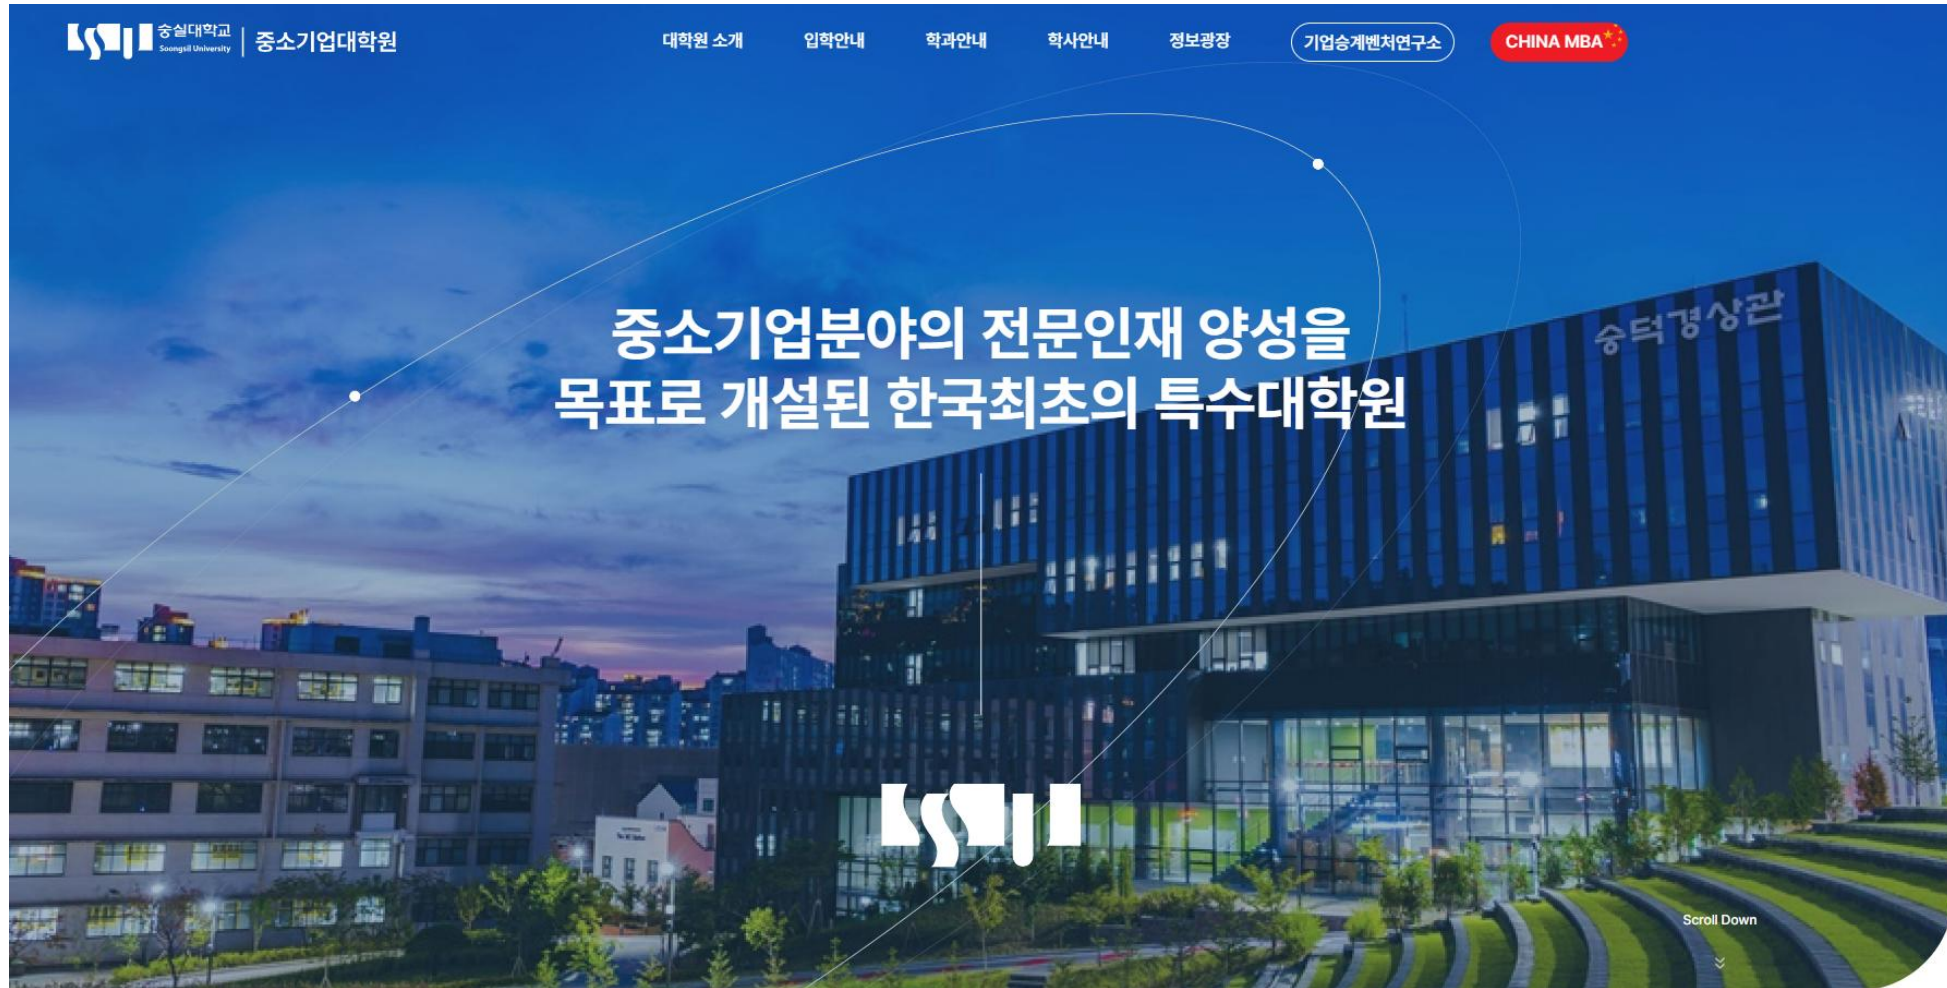 숭실대학교
Soongsil University
중소기업대학원
대학원 소개
입학안내
학과안내
학사안내
정보광장
기업승계벤처연구소
CHINA MBA
중소기업분야의 전문인재 양성을
목표로 개설된 한국최초의 특수대학원
숭덕경상관
Scroll Down